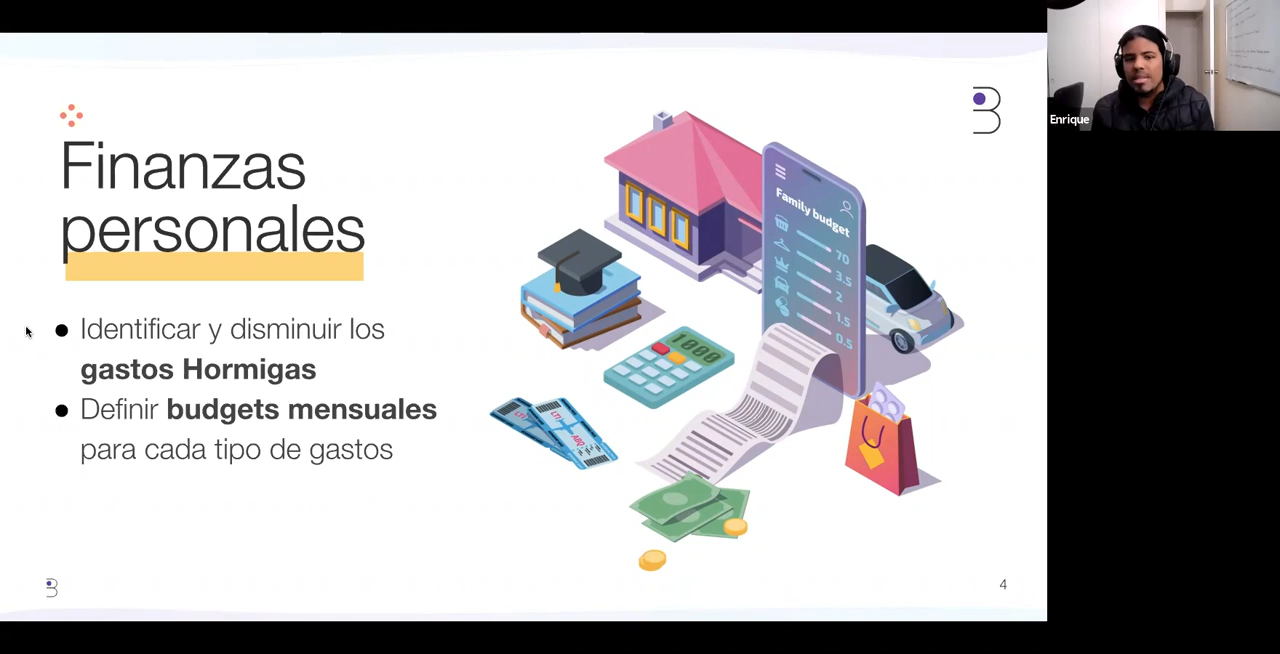 Finanzas
personales
Identificar y disminuir los
gastos Hormigas
Definir budgets mensuales
para cada tipo de gastos
Family budget
70
3.5
2
1.5
0.5
1000
4
Enrique